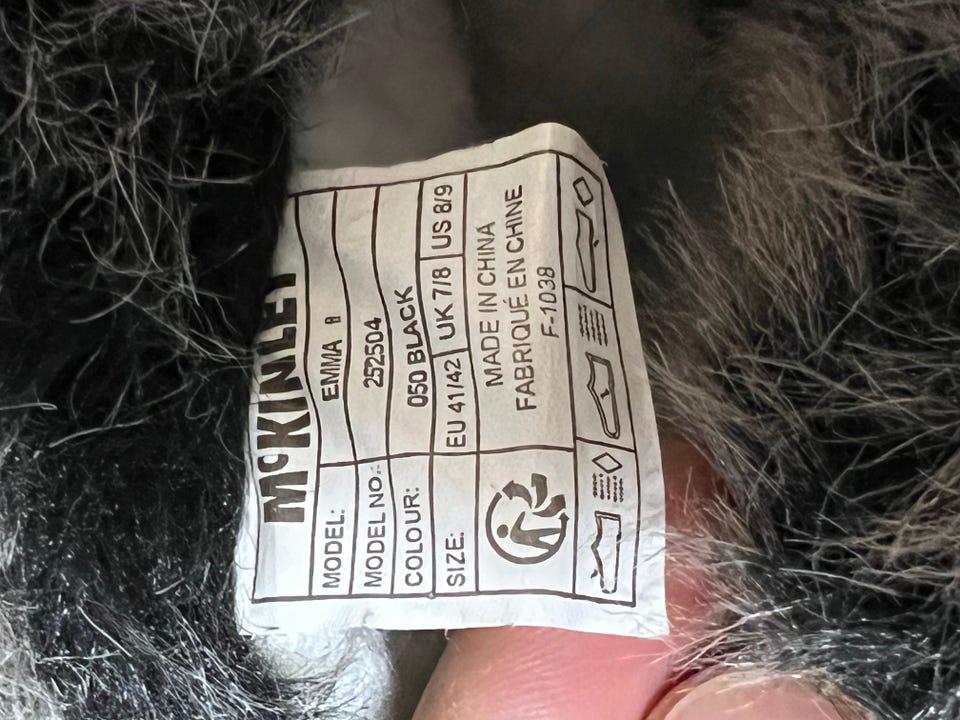 McKINLEY
MODEL: EMMA II
MODEL NO.: 252504
COLOUR: 050 BLACK
SIZE: EU 41/42 UK 7/8 US 8/9
MADE IN CHINA
FABRIQUÉ EN CHINE
F-1038